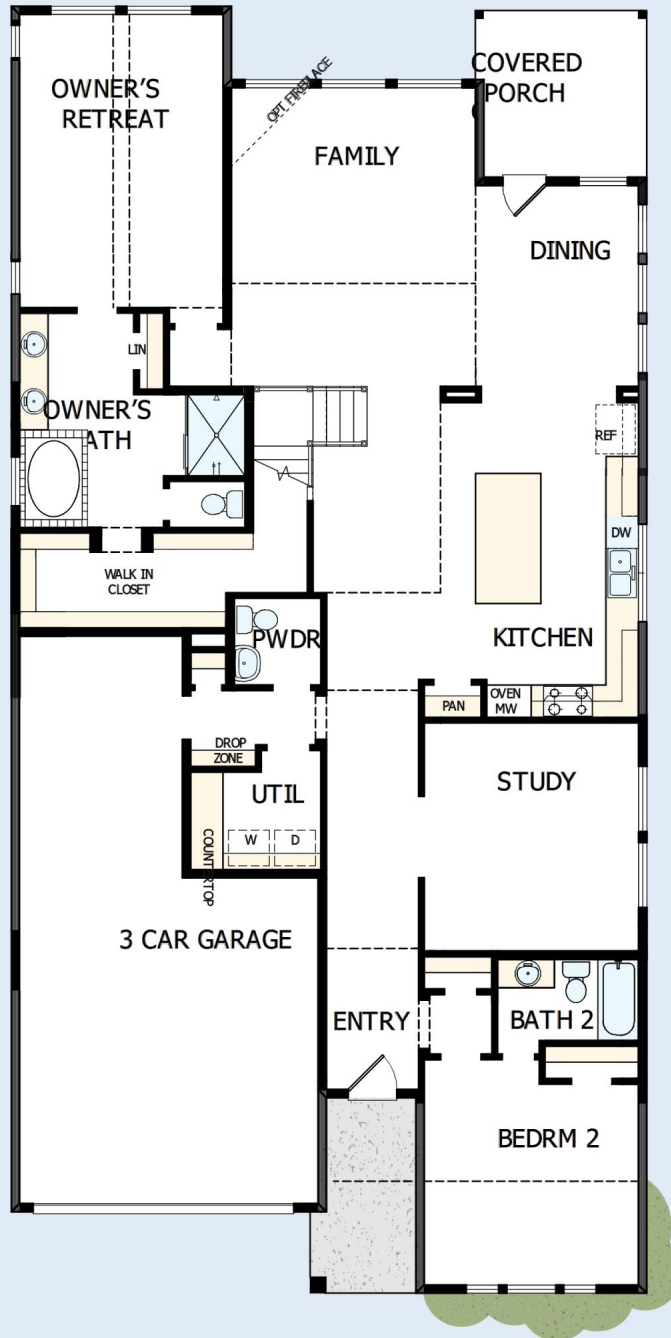 OWNER'S
RETREAT
OPT FIREPLACE
FAMILY
COVERED
PORCH
DINING
LIN
OWNER'S
ATH
REF
DW
WALK IN
CLOSET
KITCHEN
PWDR
OVEN
MW
PAN
DROP
ZONE
UTIL
W
D
COUNTERTOP
STUDY
3 CAR GARAGE
ENTRY
BATH 2
BEDRM 2